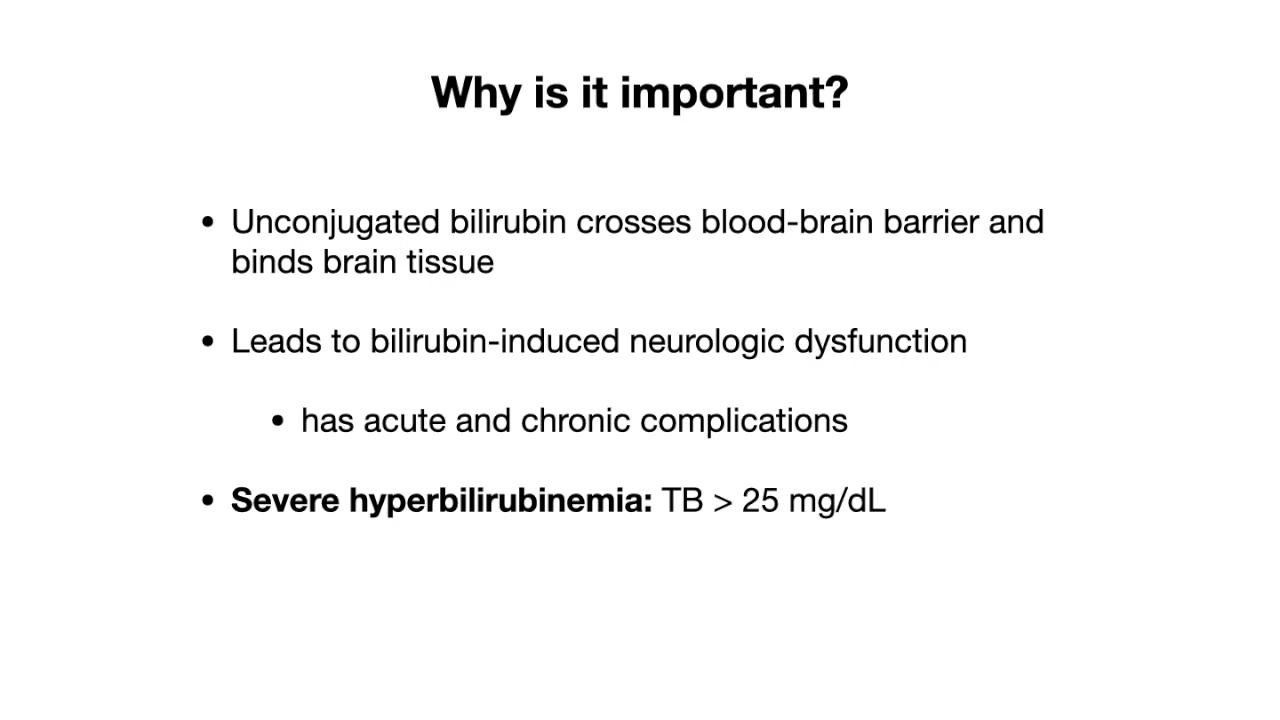 Why is it important?
• Unconjugated bilirubin crosses blood-brain barrier and
binds brain tissue
• Leads to bilirubin-induced neurologic dysfunction
• has acute and chronic complications
• Severe hyperbilirubinemia: TB > 25 mg/dL